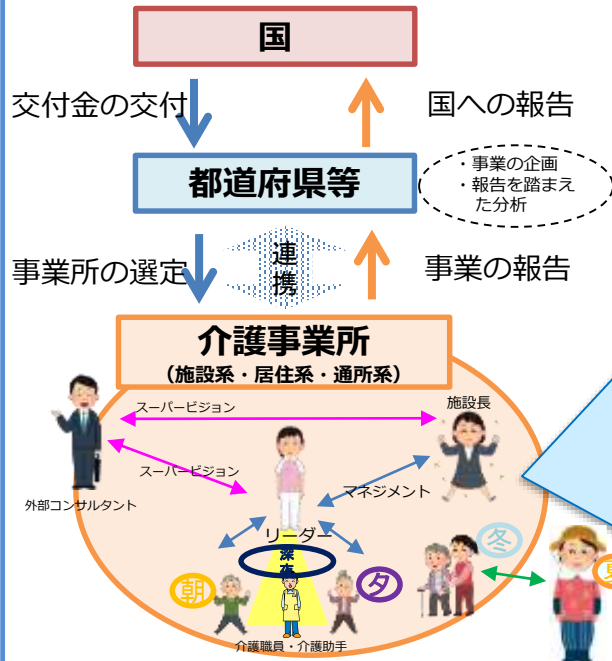 国
交付金の交付
国への報告
都道府県等
・事業の企画
・報告を踏まえ
た分析
事業所の選定
連
携
事業の報告
介護事業所
（施設系・居住系・通所系）
スーパービジョン
施設長
スーパービジョン
マネジメント
外部コンサルタント
リーダー
深
夜
冬
朝
夕
夏
介護職員・介護助手